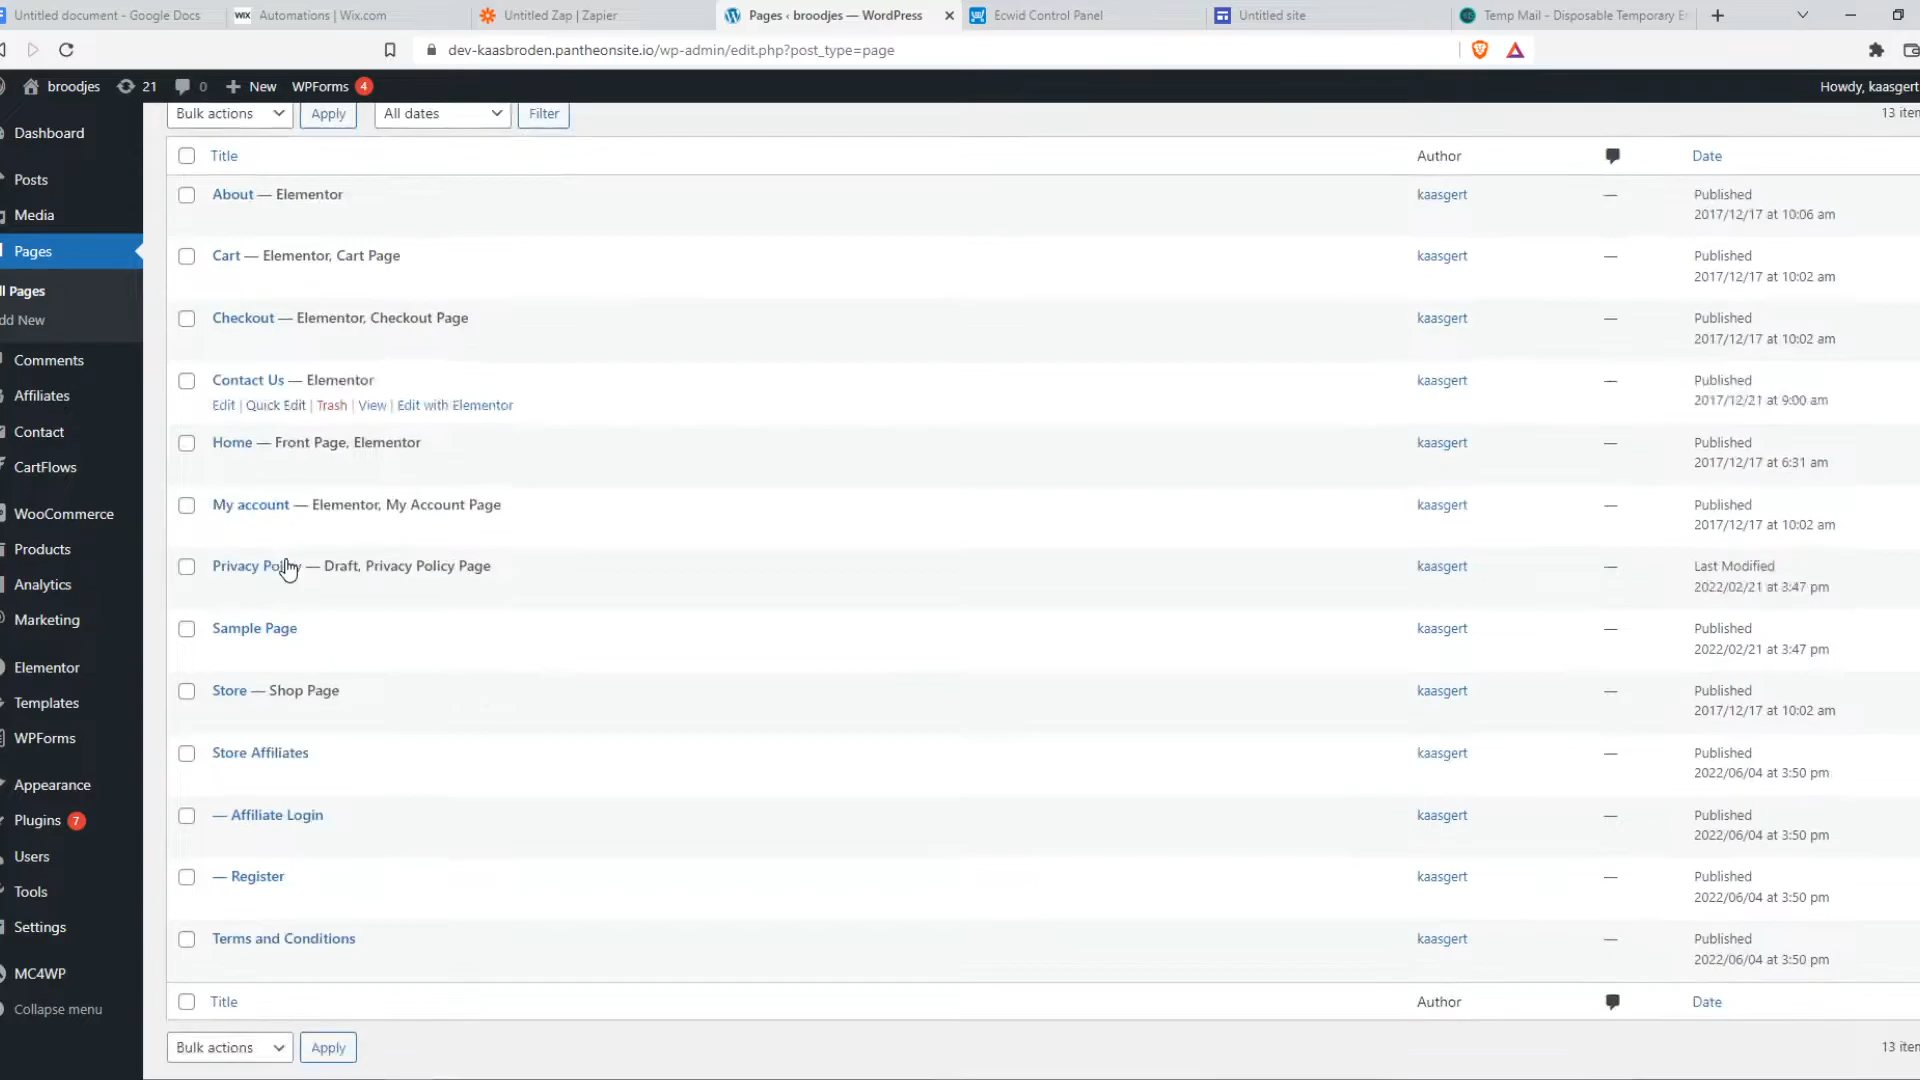 Untitled document - Google Docs
WIX Automations | Wix.com
Untitled Zap | Zapier
Pages ‹ broodjes — WordPress
Ecwid Control Panel
Untitled site
Temp Mail - Disposable Temporary E
dev-kaasbroden.pantheonsite.io/wp-admin/edit.php?post_type=page
broodjes 21 0 New WPForms 4 Howdy, kaasgert
Dashboard
Posts
Media
Pages
ll Pages
dd New
Comments
Affiliates
Contact
CartFlows
WooCommerce
Products
Analytics
Marketing
Elementor
Templates
WPForms
Appearance
Plugins 7
Users
Tools
Settings
MC4WP
Collapse menu
Bulk actions Apply All dates Filter 13 iten
Title Author Date
About — Elementor kaasgert — Published
2017/12/17 at 10:06 am
Cart — Elementor, Cart Page kaasgert — Published
2017/12/17 at 10:02 am
Checkout — Elementor, Checkout Page kaasgert — Published
2017/12/17 at 10:02 am
Contact Us — Elementor kaasgert — Published
Edit | Quick Edit | Trash | View | Edit with Elementor 2017/12/21 at 9:00 am
Home — Front Page, Elementor kaasgert — Published
2017/12/17 at 6:31 am
My account — Elementor, My Account Page kaasgert — Published
2017/12/17 at 10:02 am
Privacy Policy — Draft, Privacy Policy Page kaasgert — Last Modified
2022/02/21 at 3:47 pm
Sample Page kaasgert — Published
2022/02/21 at 3:47 pm
Store — Shop Page kaasgert — Published
2017/12/17 at 10:02 am
Store Affiliates kaasgert — Published
2022/06/04 at 3:50 pm
— Affiliate Login kaasgert — Published
2022/06/04 at 3:50 pm
— Register kaasgert — Published
2022/06/04 at 3:50 pm
Terms and Conditions kaasgert — Published
2022/06/04 at 3:50 pm
Title Author Date
Bulk actions Apply 13 iten